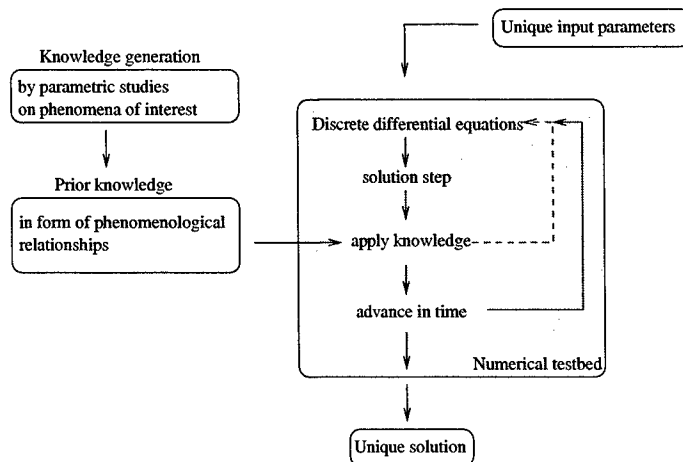 Unique input parameters
Knowledge generation
by parametric studies
on phenomena of interest
Prior knowledge
in form of phenomenological
relationships
Discrete differential equations
solution step
apply knowledge
advance in time
Numerical testbed
Unique solution